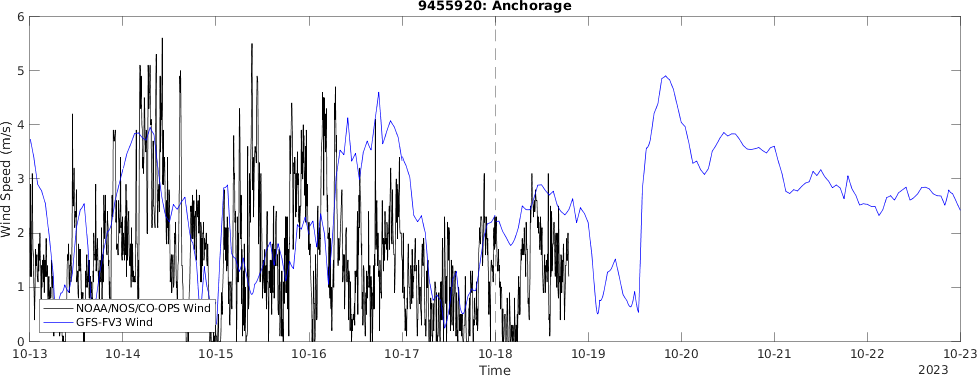 9455920: Anchorage
Wind Speed (m/s)
6
5
4
3
2
1
0
NOAA/NOS/CO-OPS Wind
GFS-FV3 Wind
10-13 10-14 10-15 10-16 10-17 10-18 10-19 10-20 10-21 10-22 10-23
Time
2023